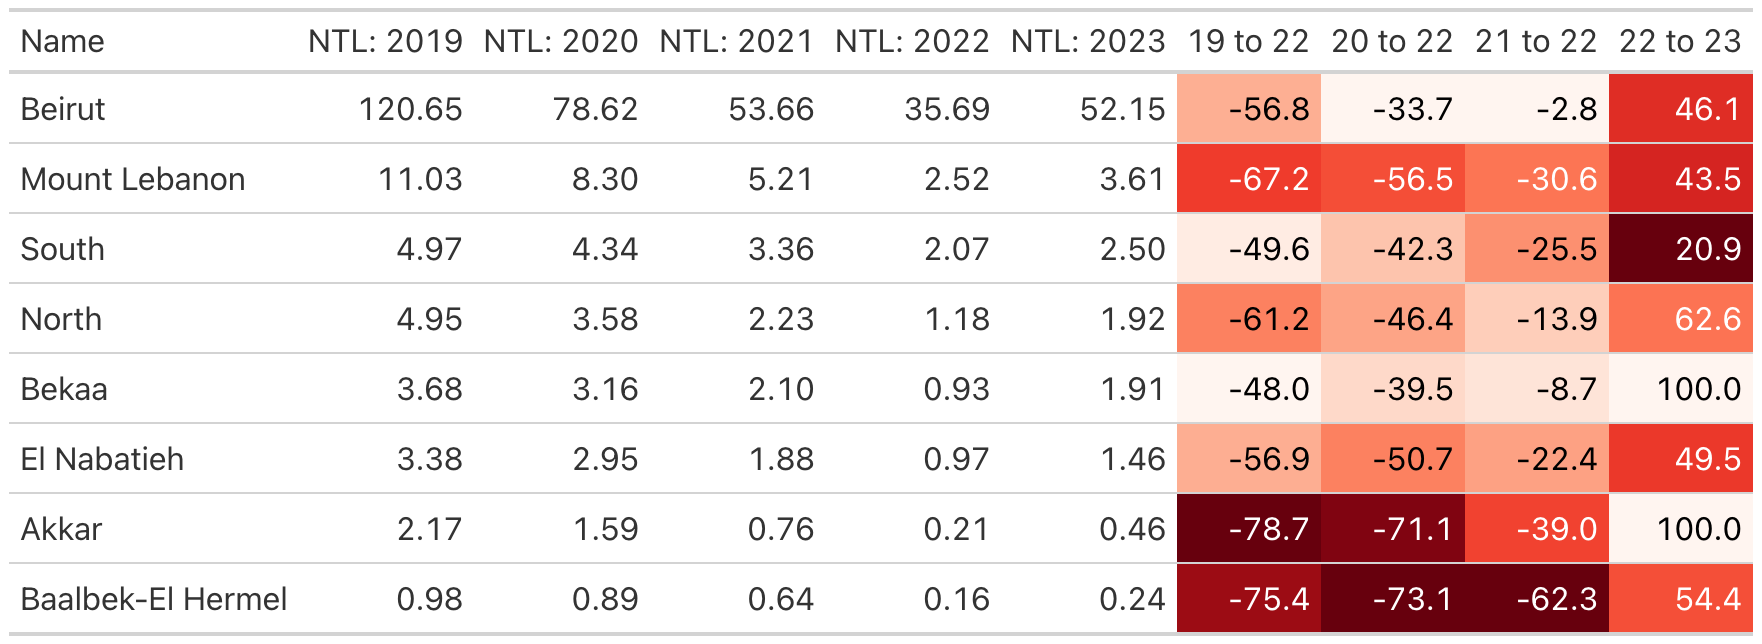 Name NTL: 2019 NTL: 2020 NTL: 2021 NTL: 2022 NTL: 2023 19 to 22 20 to 22 21 to 22 22 to 23
Beirut 120.65 78.62 53.66 35.69 52.15 -56.8 -33.7 -2.8 46.1
Mount Lebanon 11.03 8.30 5.21 2.52 3.61 -67.2 -56.5 -30.6 43.5
South 4.97 4.34 3.36 2.07 2.50 -49.6 -42.3 -25.5 20.9
North 4.95 3.58 2.23 1.18 1.92 -61.2 -46.4 -13.9 62.6
Bekaa 3.68 3.16 2.10 0.93 1.91 -48.0 -39.5 -8.7 100.0
El Nabatieh 3.38 2.95 1.88 0.97 1.46 -56.9 -50.7 -22.4 49.5
Akkar 2.17 1.59 0.76 0.21 0.46 -78.7 -71.1 -39.0 100.0
Baalbek-El Hermel 0.98 0.89 0.64 0.16 0.24 -75.4 -73.1 -62.3 54.4